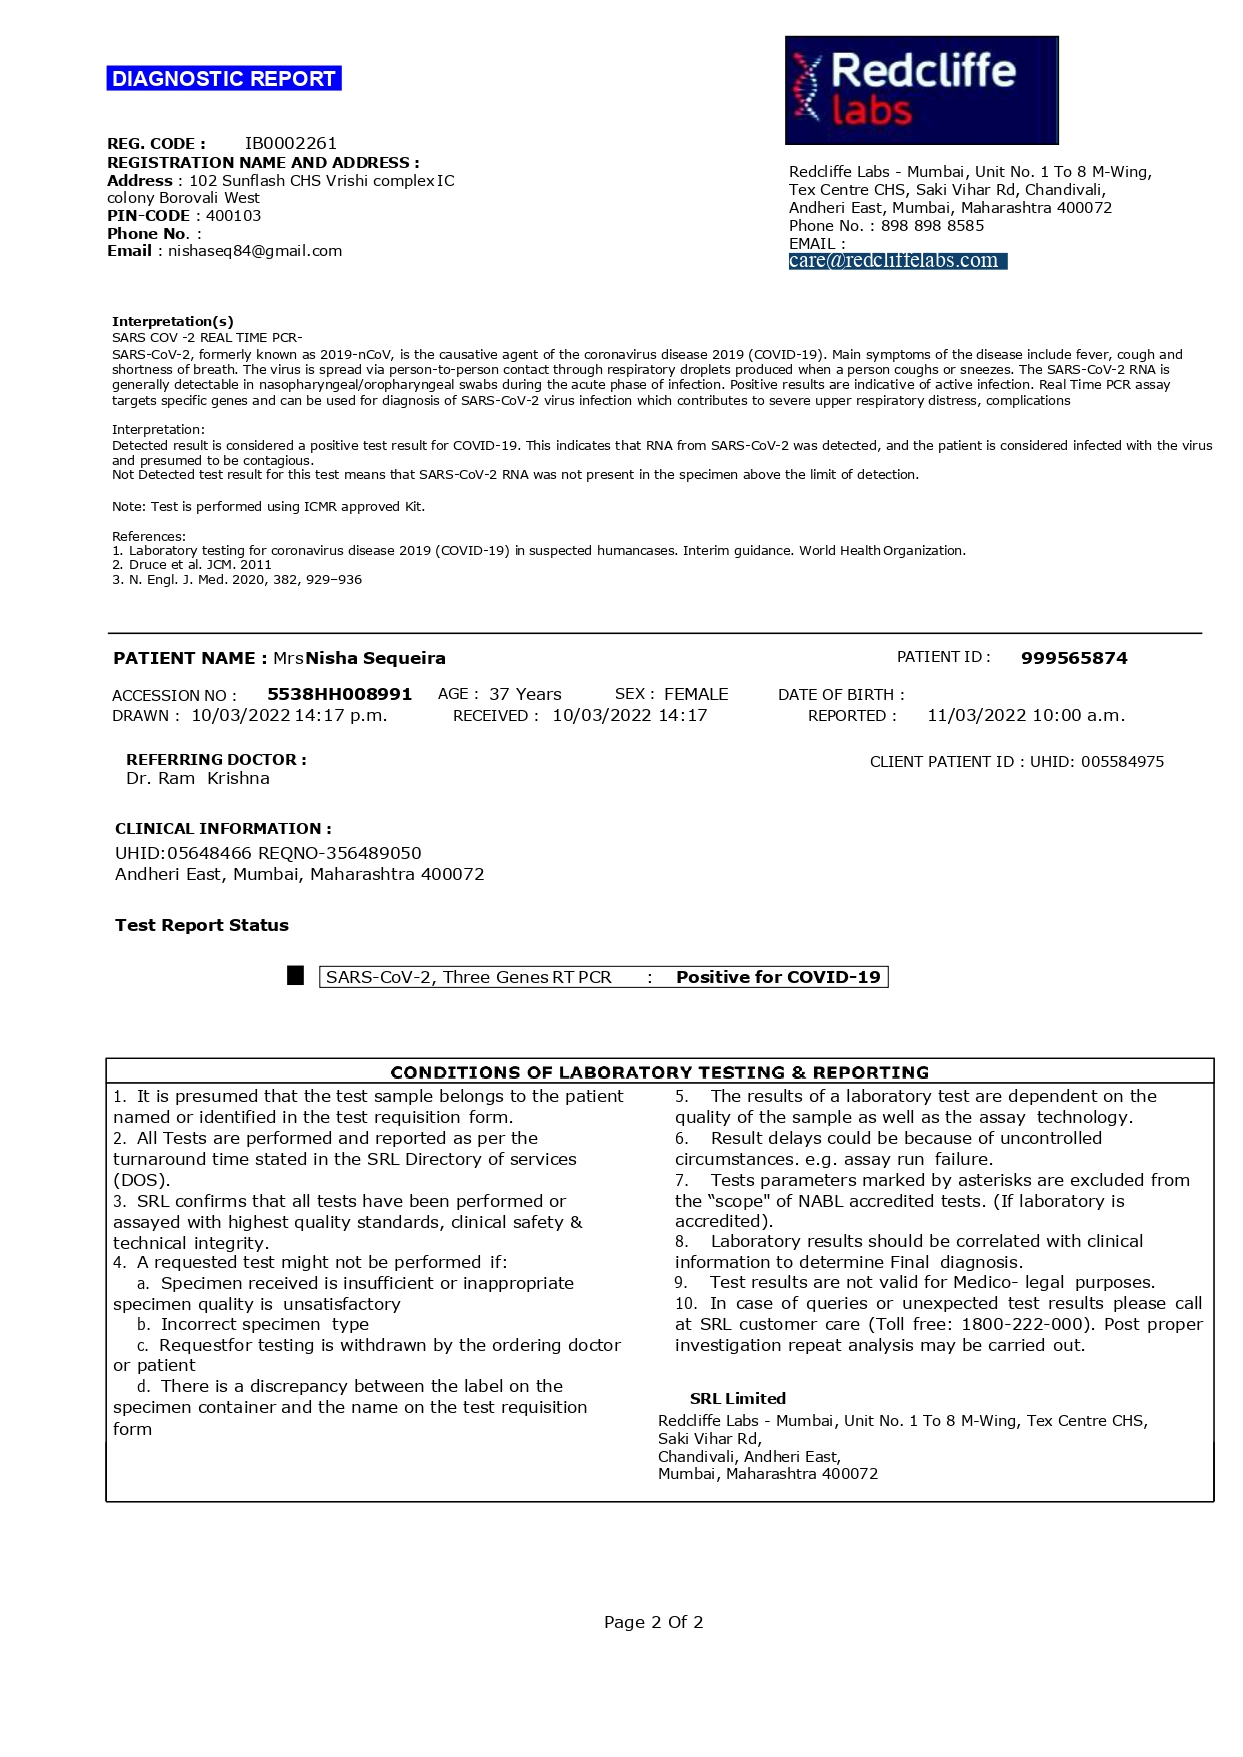 DIAGNOSTIC REPORT
Redcliffe
labs
REG. CODE : IB0002261
REGISTRATION NAME AND ADDRESS :
Address : 102 Sunflash CHS Vrishi complex IC
colony Borovali West
PIN-CODE : 400103
Phone No. :
Email : nishaseq84@gmail.com
Redcliffe Labs - Mumbai, Unit No. 1 To 8 M-Wing,
Tex Centre CHS, Saki Vihar Rd, Chandivali,
Andheri East, Mumbai, Maharashtra 400072
Phone No. : 898 898 8585
EMAIL :
care@redcliffelabs.com
Interpretation(s)
SARS COV -2 REAL TIME PCR-
SARS-CoV-2, formerly known as 2019-nCoV, is the causative agent of the coronavirus disease 2019 (COVID-19). Main symptoms of the disease include fever, cough and
shortness of breath. The virus is spread via person-to-person contact through respiratory droplets produced when a person coughs or sneezes. The SARS-CoV-2 RNA is
generally detectable in nasopharyngeal/oropharyngeal swabs during the acute phase of infection. Positive results are indicative of active infection. Real Time PCR assay
targets specific genes and can be used for diagnosis of SARS-CoV-2 virus infection which contributes to severe upper respiratory distress, complications
Interpretation:
Detected result is considered a positive test result for COVID-19. This indicates that RNA from SARS-CoV-2 was detected, and the patient is considered infected with the virus
and presumed to be contagious.
Not Detected test result for this test means that SARS-CoV-2 RNA was not present in the specimen above the limit of detection.
Note: Test is performed using ICMR approved Kit.
References:
1. Laboratory testing for coronavirus disease 2019 (COVID-19) in suspected humancases. Interim guidance. World Health Organization.
2. Druce et al. JCM. 2011
3. N. Engl. J. Med. 2020, 382, 929–936
PATIENT NAME : Mrs Nisha Sequeira PATIENT ID : 999565874
ACCESSION NO : 5538HH008991 AGE : 37 Years SEX : FEMALE DATE OF BIRTH :
DRAWN : 10/03/2022 14:17 p.m. RECEIVED : 10/03/2022 14:17 REPORTED : 11/03/2022 10:00 a.m.
REFERRING DOCTOR :
Dr. Ram Krishna
CLIENT PATIENT ID : UHID: 005584975
CLINICAL INFORMATION :
UHID:05648466 REQNO-356489050
Andheri East, Mumbai, Maharashtra 400072
Test Report Status
SARS-CoV-2, Three Genes RT PCR : Positive for COVID-19
CONDITIONS OF LABORATORY TESTING & REPORTING
1. It is presumed that the test sample belongs to the patient
named or identified in the test requisition form.
2. All Tests are performed and reported as per the
turnaround time stated in the SRL Directory of services
(DOS).
3. SRL confirms that all tests have been performed or
assayed with highest quality standards, clinical safety &
technical integrity.
4. A requested test might not be performed if:
a. Specimen received is insufficient or inappropriate
specimen quality is unsatisfactory
b. Incorrect specimen type
c. Requestfor testing is withdrawn by the ordering doctor
or patient
d. There is a discrepancy between the label on the
specimen container and the name on the test requisition
form
5. The results of a laboratory test are dependent on the
quality of the sample as well as the assay technology.
6. Result delays could be because of uncontrolled
circumstances. e.g. assay run failure.
7. Tests parameters marked by asterisks are excluded from
the “scope" of NABL accredited tests. (If laboratory is
accredited).
8. Laboratory results should be correlated with clinical
information to determine Final diagnosis.
9. Test results are not valid for Medico- legal purposes.
10. In case of queries or unexpected test results please call
at SRL customer care (Toll free: 1800-222-000). Post proper
investigation repeat analysis may be carried out.
SRL Limited
Redcliffe Labs - Mumbai, Unit No. 1 To 8 M-Wing, Tex Centre CHS,
Saki Vihar Rd,
Chandivali, Andheri East,
Mumbai, Maharashtra 400072
Page 2 Of 2